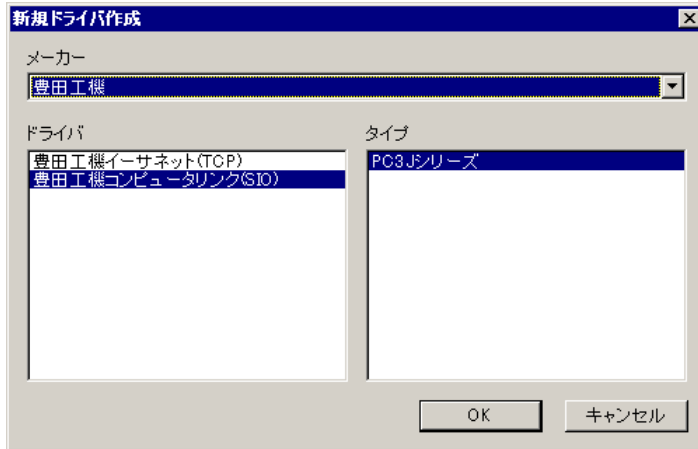 新規ドライバ作成
メーカー
豊田工機
ドライバ
タイプ
豊田工機イーサネット(TCP)
豊田工機コンピュータリンク(SIO)
PC3Jシリーズ
OK
キャンセル